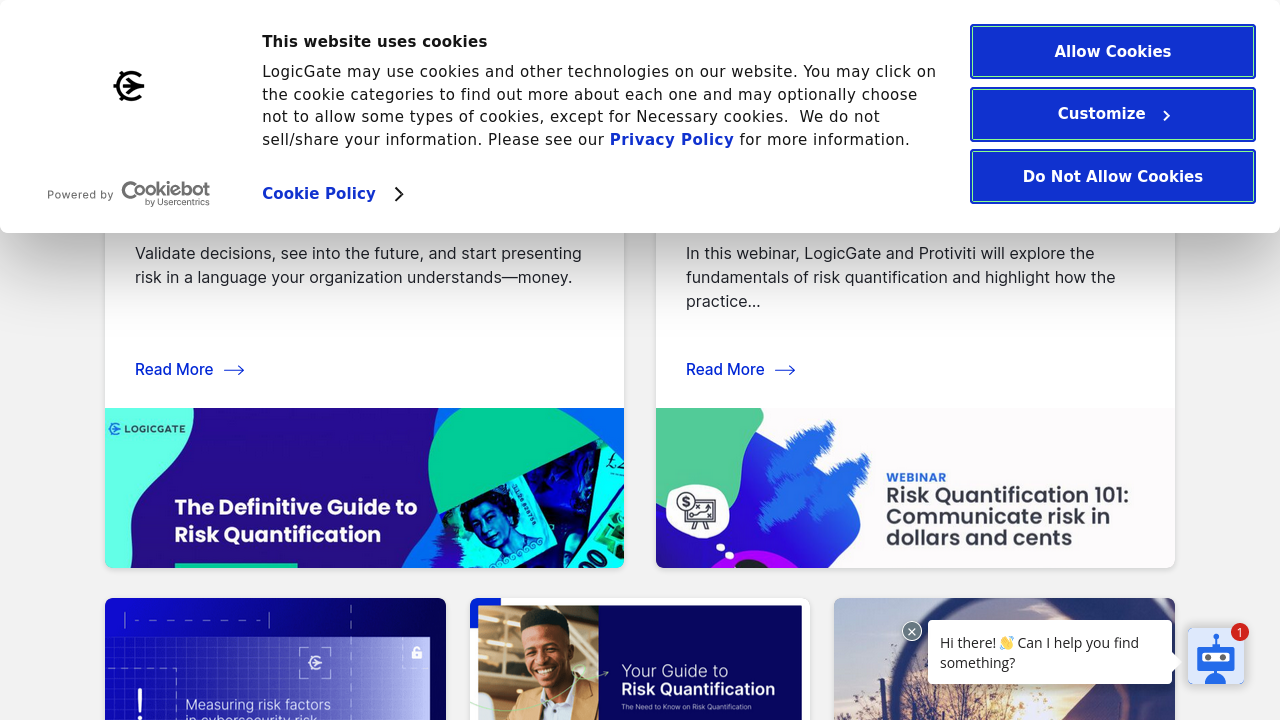 This website uses cookies
LogicGate may use cookies and other technologies on our website. You may click on
the cookie categories to find out more about each one and may optionally choose
not to allow some types of cookies, except for Necessary cookies.  We do not
sell/share your information. Please see our Privacy Policy for more information.
Powered by Cookiebot
by Usercentrics
Cookie Policy
Allow Cookies
Customize
Do Not Allow Cookies
Validate decisions, see into the future, and start presenting
risk in a language your organization understands—money.
Read More
LOGICGATE
The Definitive Guide to
Risk Quantification
In this webinar, LogicGate and Protiviti will explore the
fundamentals of risk quantification and highlight how the
practice...
Read More
WEBINAR
Risk Quantification 101:
Communicate risk in
dollars and cents
Measuring risk factors
in cybersecurity risk
Your Guide to
Risk Quantification
The Need to Know on Risk Quantification
Hi there! 👋 Can I help you find
something?
1